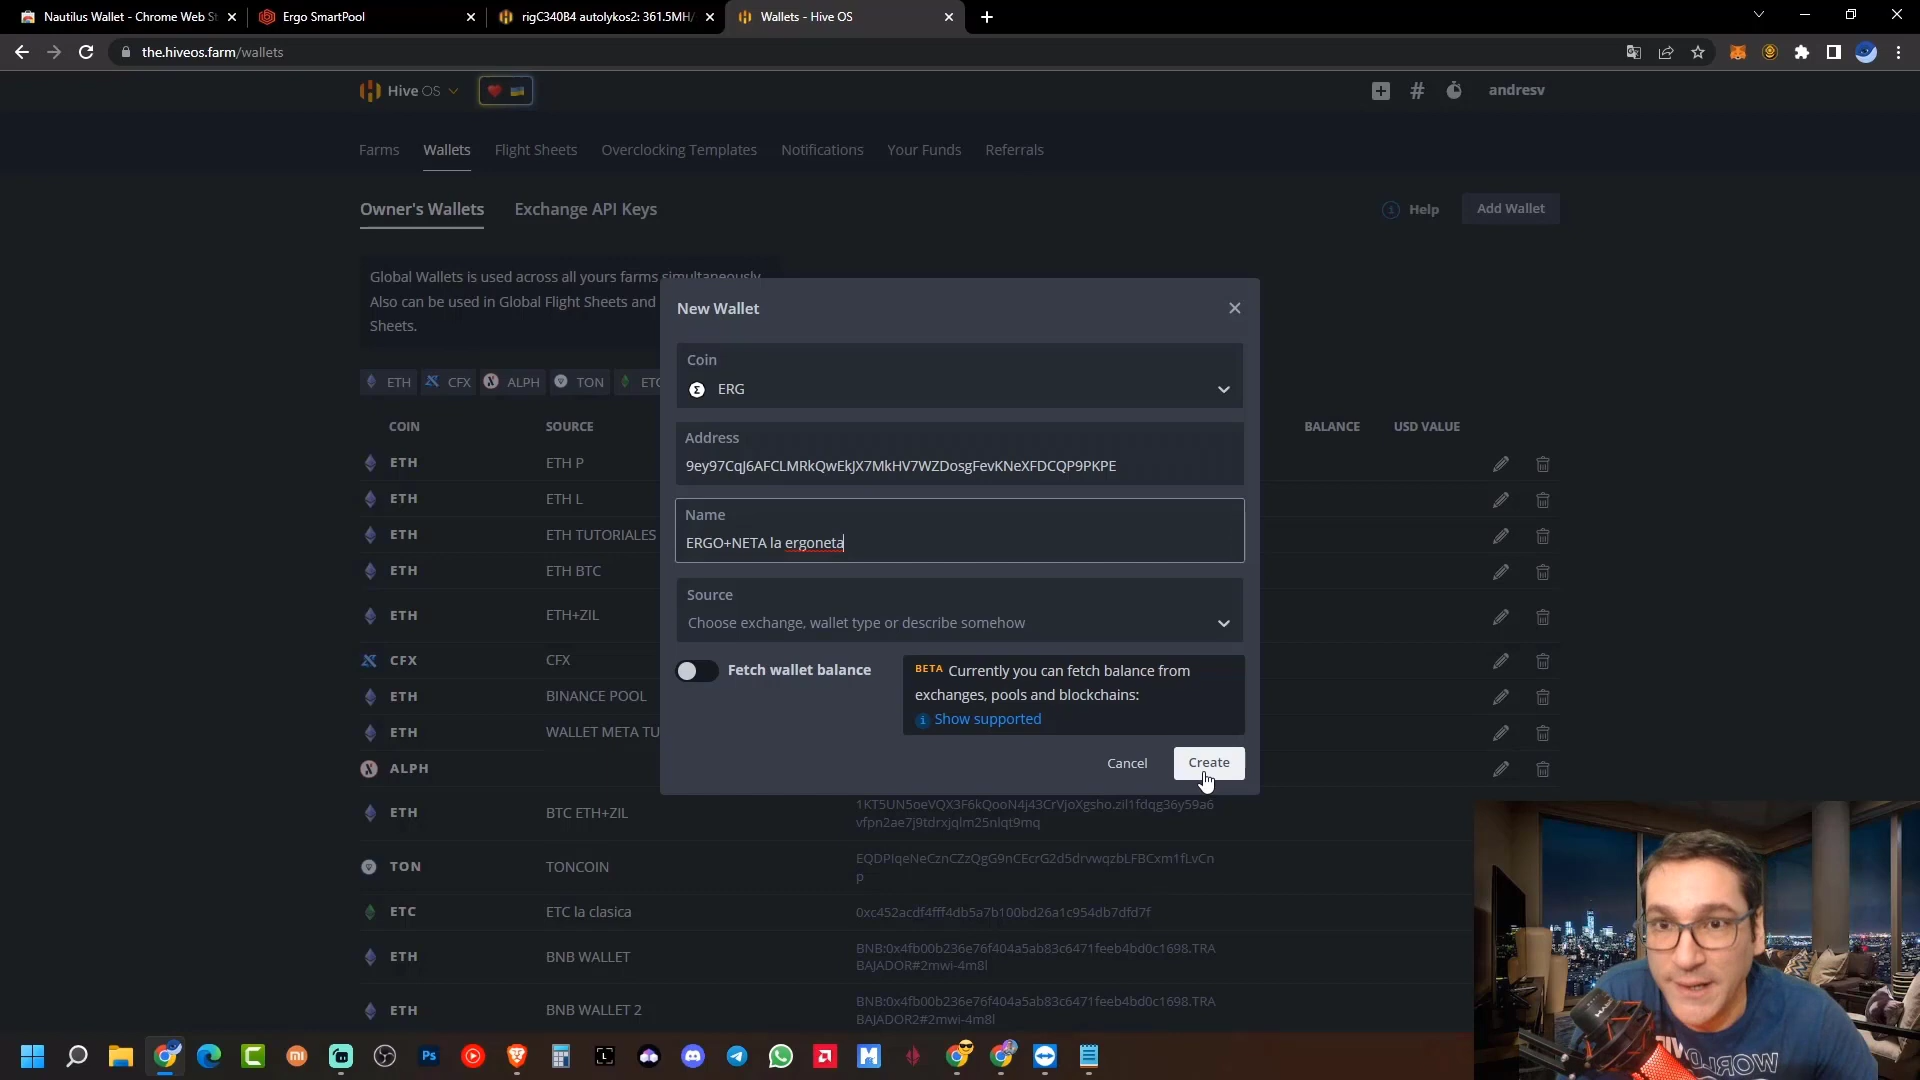 Nautilus Wallet - Chrome Web St
Ergo SmartPool
rigC340B4 autolykos2: 361.5MH/
Wallets - Hive OS
the.hiveos.farm/wallets
Hive OS
andresv
Farms
Wallets
Flight Sheets
Overclocking Templates
Notifications
Your Funds
Referrals
Owner's Wallets
Exchange API Keys
Help
Add Wallet
Global Wallets is used across all yours farms simultaneously.
Also can be used in Global Flight Sheets and
Sheets.
ETH
CFX
ALPH
TON
ETC
COIN
SOURCE
BALANCE
USD VALUE
ETH
ETH P
ETH
ETH L
ETH
ETH TUTORIALES
ETH
ETH BTC
ETH
ETH+ZIL
CFX
CFX
ETH
BINANCE POOL
ETH
WALLET META TU
ALPH
ETH
BTC ETH+ZIL
1KT5UN5oeVQX3F6kQooN4j43CrVjoXgsho.zil1fdqg36y59a6
vfpn2ae7j9tdrxjqlm25nlqt9mq
TON
TONCOIN
EQDPIqeNeCznCZzQgG9nCEcrG2d5drvwqzbLFBCxm1fLvCn
p
ETC
ETC la clasica
0xc452acdf4fff4db5a7b100bd26a1c954db7dfd7f
ETH
BNB WALLET
BNB:0x4fb00b236e76f404a5ab83c6471feeb4bd0c1698.TRA
BAJADOR#2mwi-4m8l
ETH
BNB WALLET 2
BNB:0x4fb00b236e76f404a5ab83c6471feeb4bd0c1698.TRA
BAJADOR2#2mwi-4m8l
New Wallet
Coin
ERG
Address
9ey97CqJ6AFCLMRkQwEkJX7MkHV7WZDosgFevKNeXFDCQP9PKPE
Name
ERGO+NETA la ergoneta
Source
Choose exchange, wallet type or describe somehow
Fetch wallet balance
BETA Currently you can fetch balance from
exchanges, pools and blockchains:
Show supported
Cancel
Create